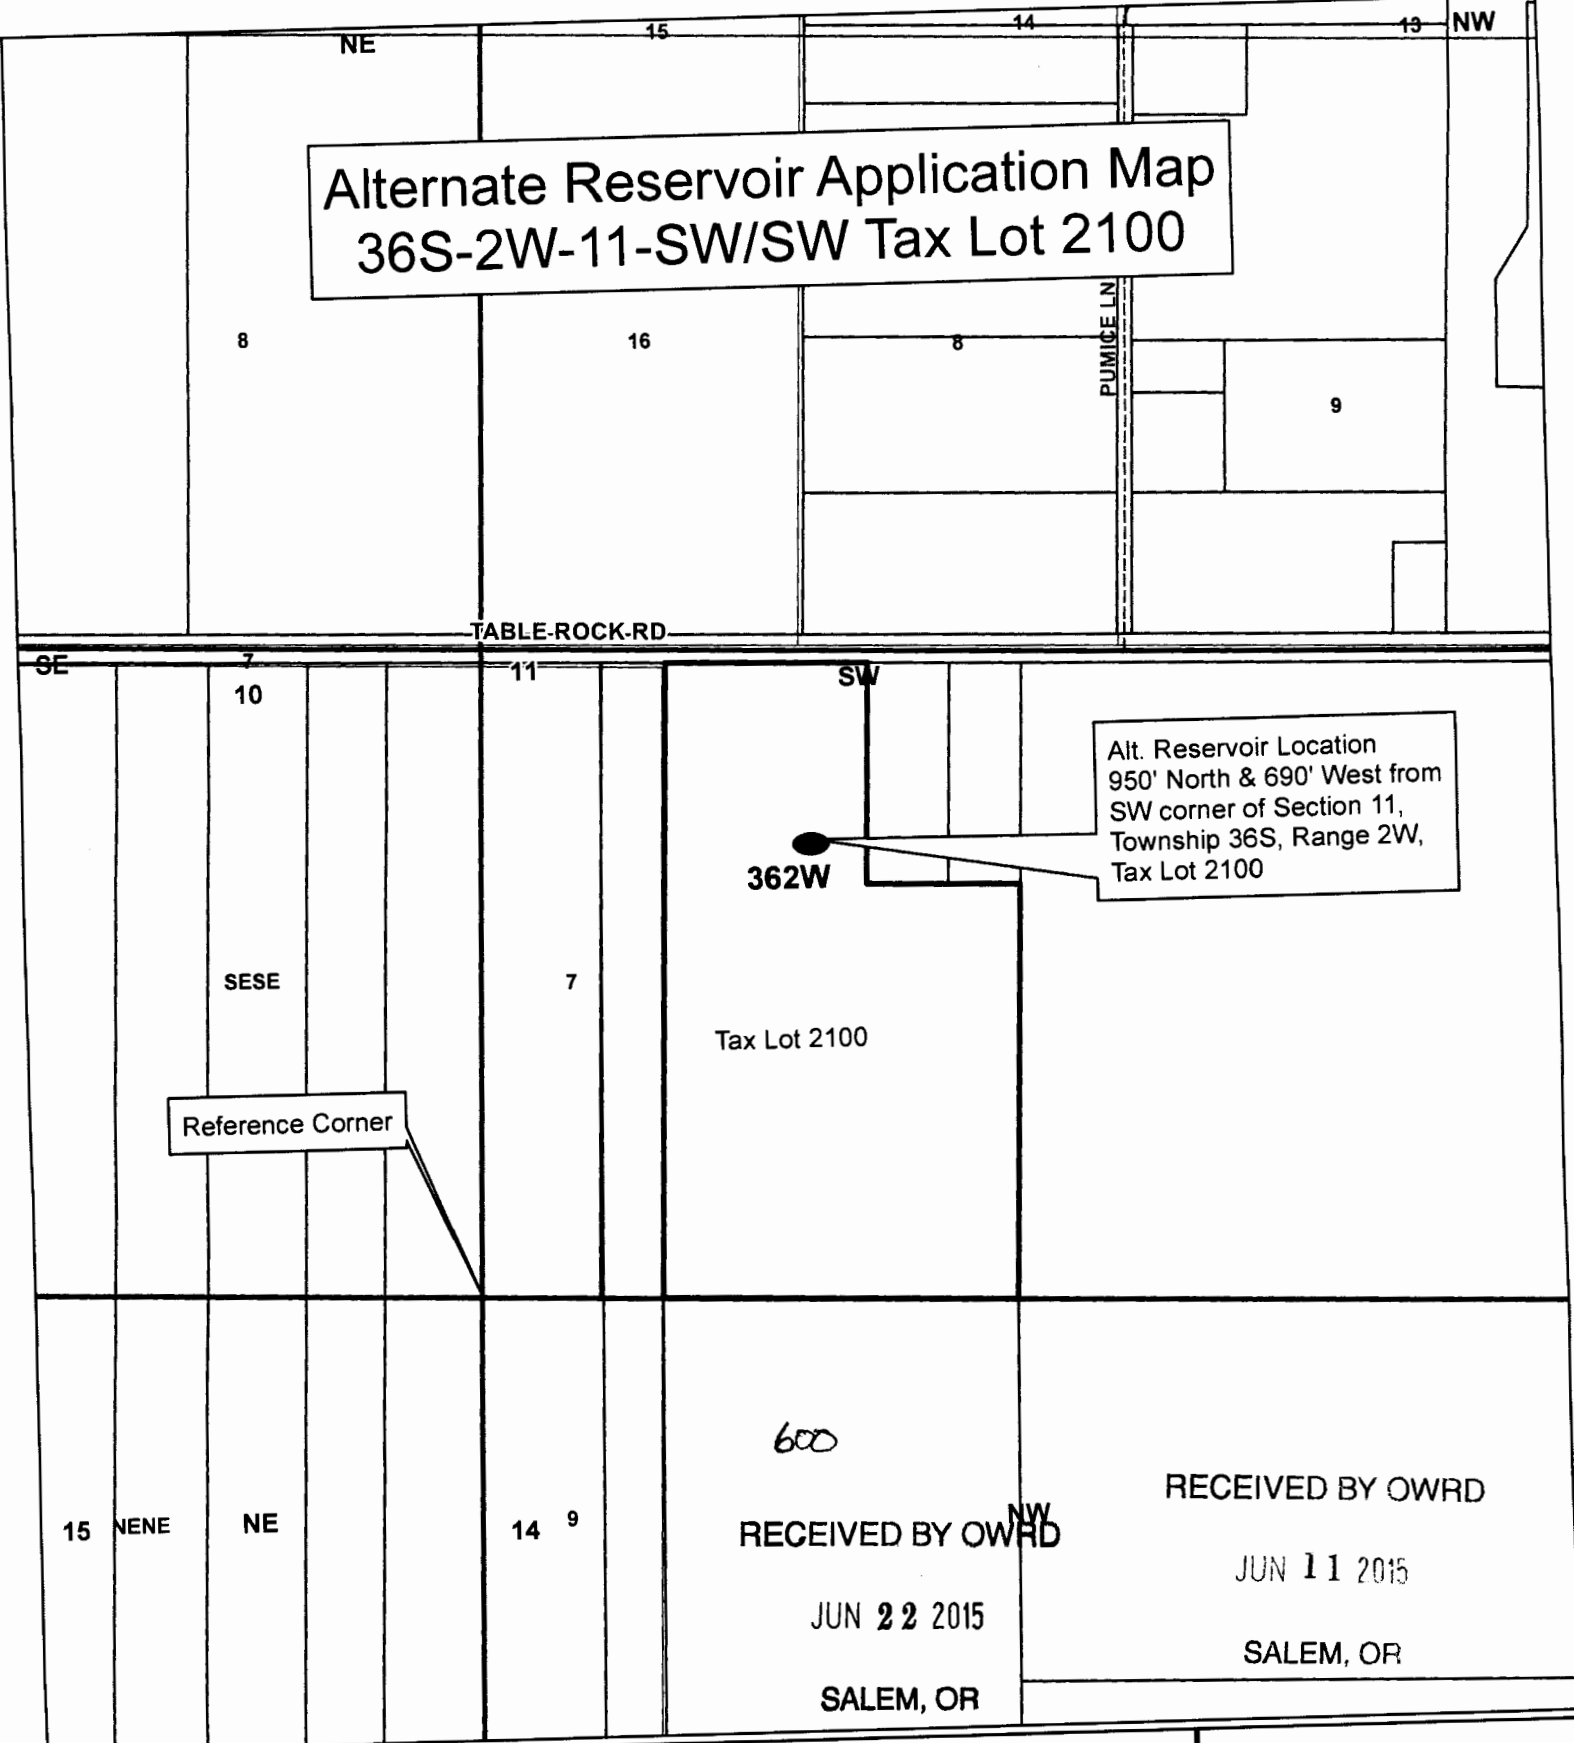 NE
15
14
13
NW
Alternate Reservoir Application Map
36S-2W-11-SW/SW Tax Lot 2100
8
16
8
PUMICE LN
9
TABLE-ROCK-RD
SE
7
10
11
SW
Alt. Reservoir Location
950' North & 690' West from
SW corner of Section 11,
Township 36S, Range 2W,
Tax Lot 2100
362W
SESE
7
Tax Lot 2100
Reference Corner
600
15
NENE
NE
14
9
NW
RECEIVED BY OWRD
JUN 22 2015
SALEM, OR
RECEIVED BY OWRD
JUN 11 2015
SALEM, OR